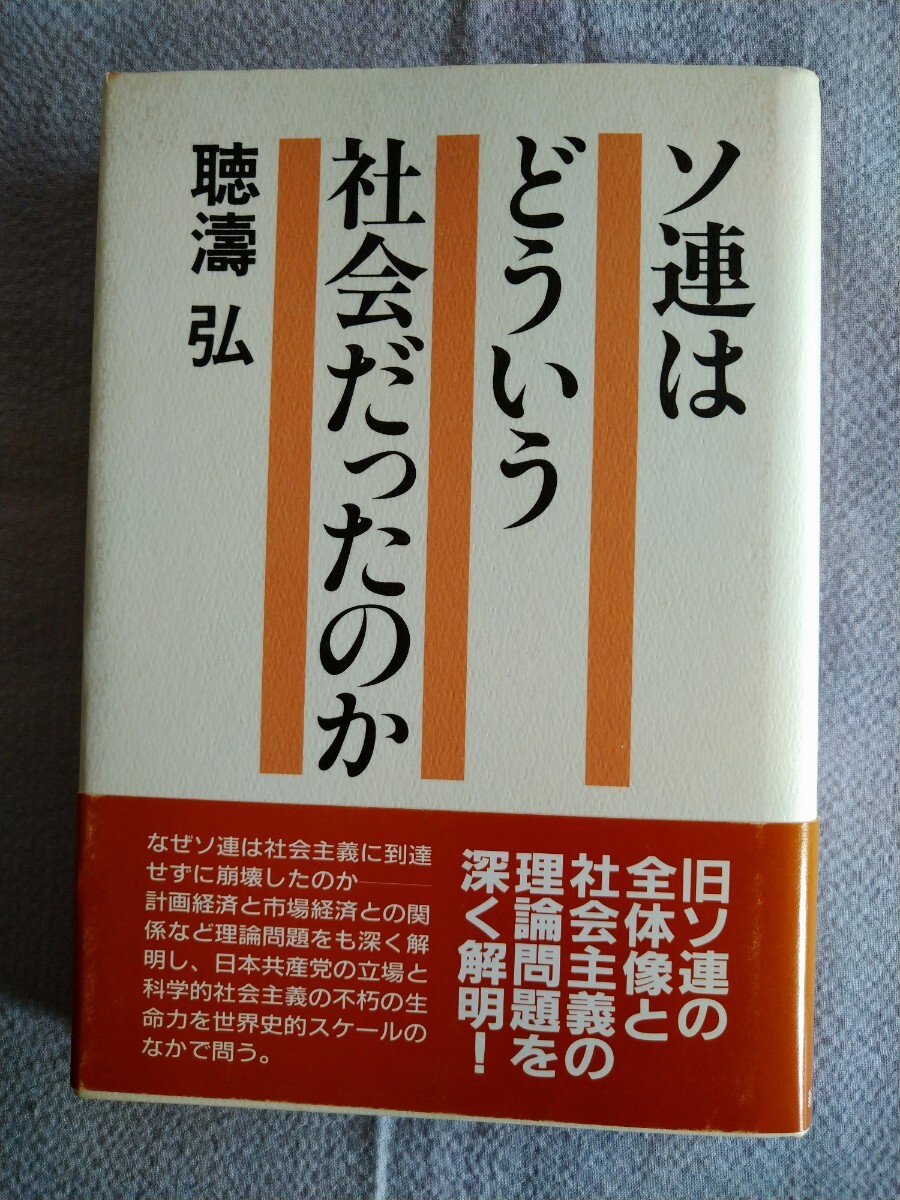 ソ連は
どういう
社会だったのか
聴濤 弘
旧ソ連の
全体像と
社会主義の
理論問題を
深く解明！
なぜソ連は社会主義に到達
せずに崩壊したのか――
計画経済と市場経済との関
係など理論問題をも深く解
明し、日本共産党の立場と
科学的社会主義の不朽の生
命力を世界史的スケールの
なかで問う。